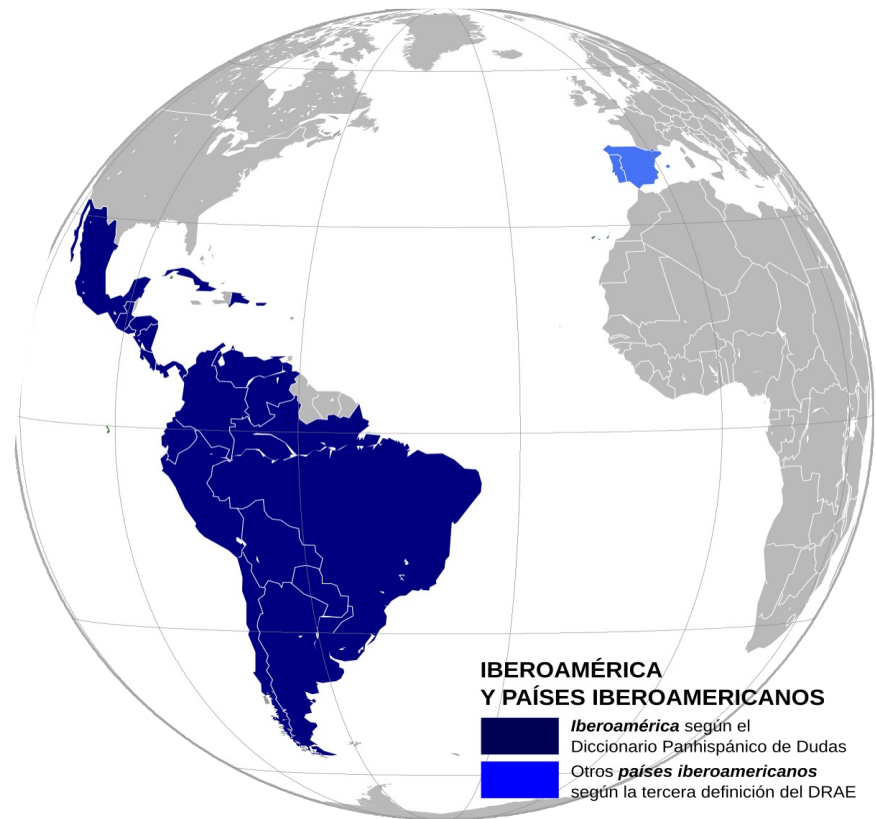 IBEROAMÉRICA
Y PAÍSES IBEROAMERICANOS
Iberoamérica según el
Diccionario Panhispánico de Dudas
Otros países iberoamericanos
según la tercera definición del DRAE